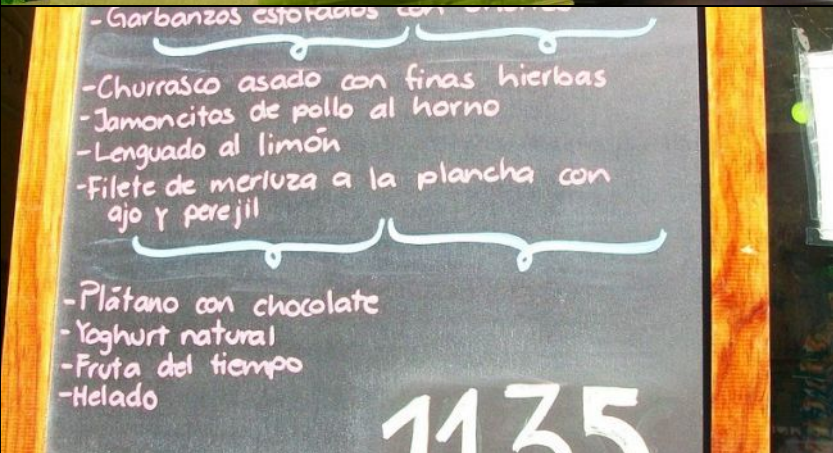 -Garbanzos estofados con
-Churrasco asado con finas hierbas
-Jamoncitos de pollo al horno
-Lenguado al limón
-Filete de merluza a la plancha con
ajo y perejil
-Plátano con chocolate
-Yoghurt natural
-Fruta del tiempo
-Helado
1135